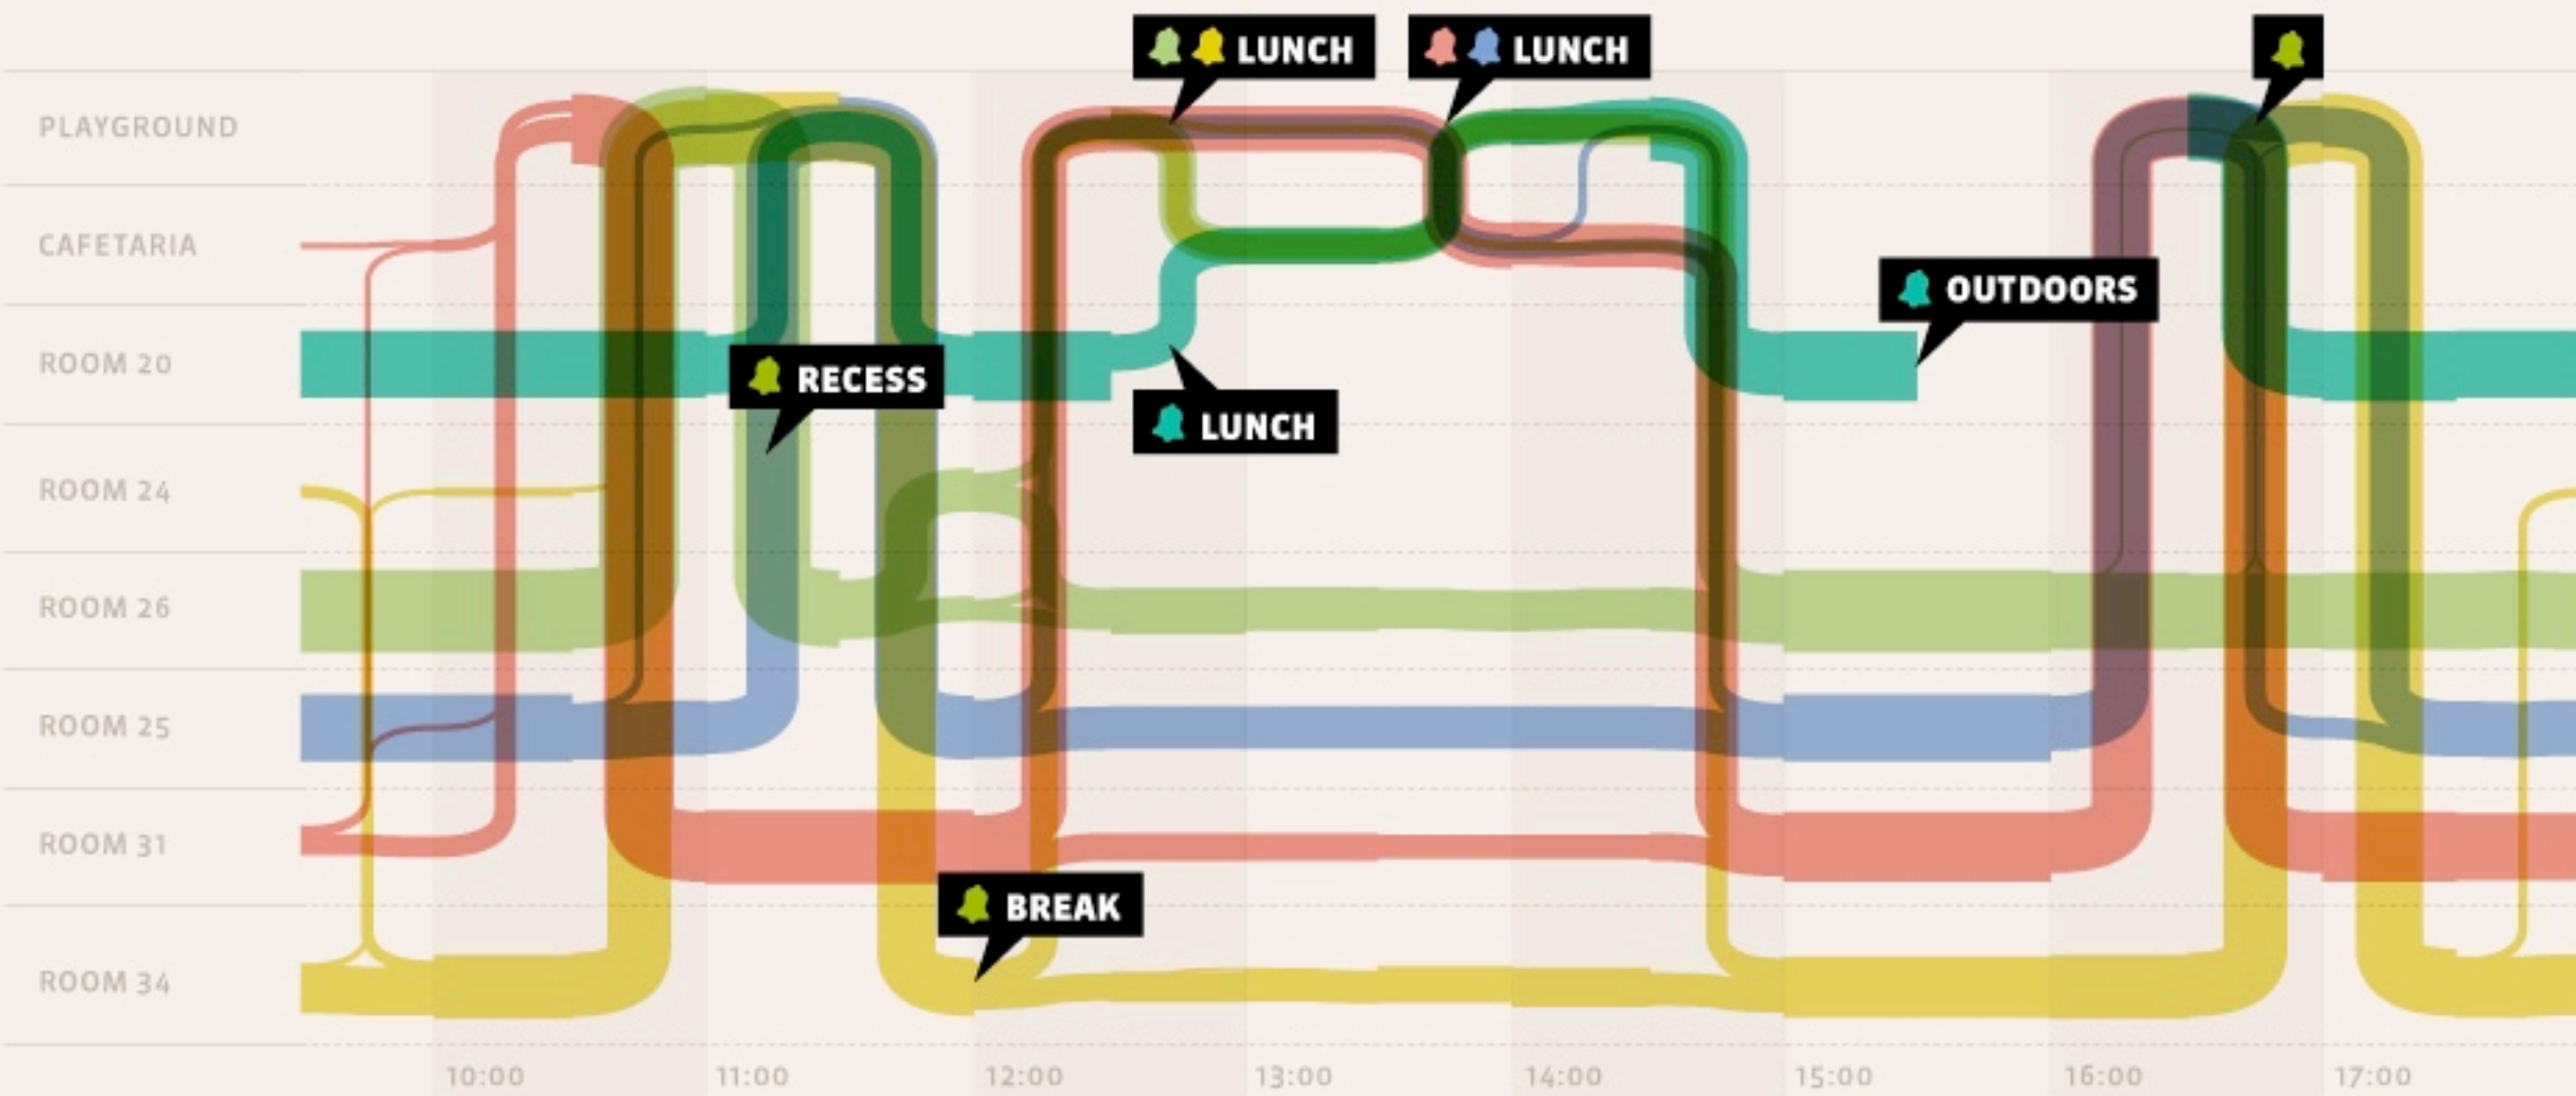 LUNCH
LUNCH
PLAYGROUND
CAFETARIA
OUTDOORS
ROOM 20
RECESS
LUNCH
ROOM 24
ROOM 26
ROOM 25
ROOM 31
BREAK
ROOM 34
10:00 11:00 12:00 13:00 14:00 15:00 16:00 17:00